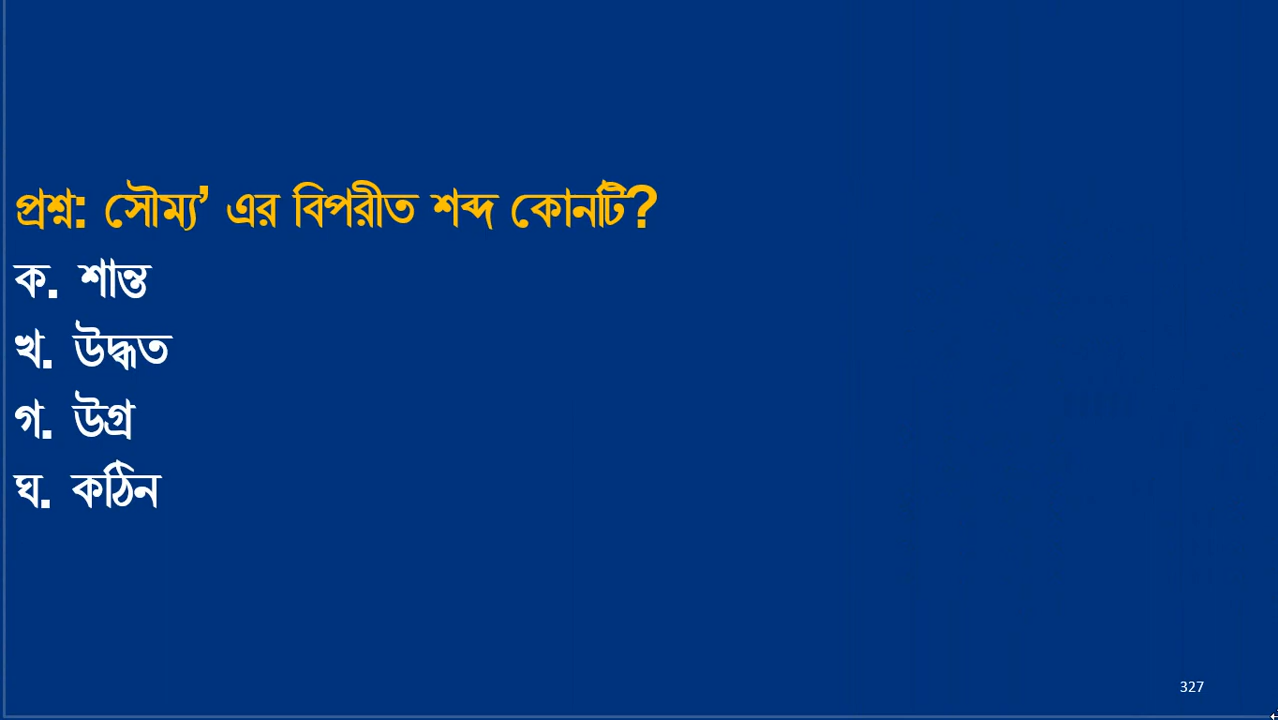 প্রশ্ন: সৌম্য’ এর বিপরীত শব্দ কোনটি?
ক. শান্ত
খ. উদ্ধত
গ. উগ্র
ঘ. কঠিন
327